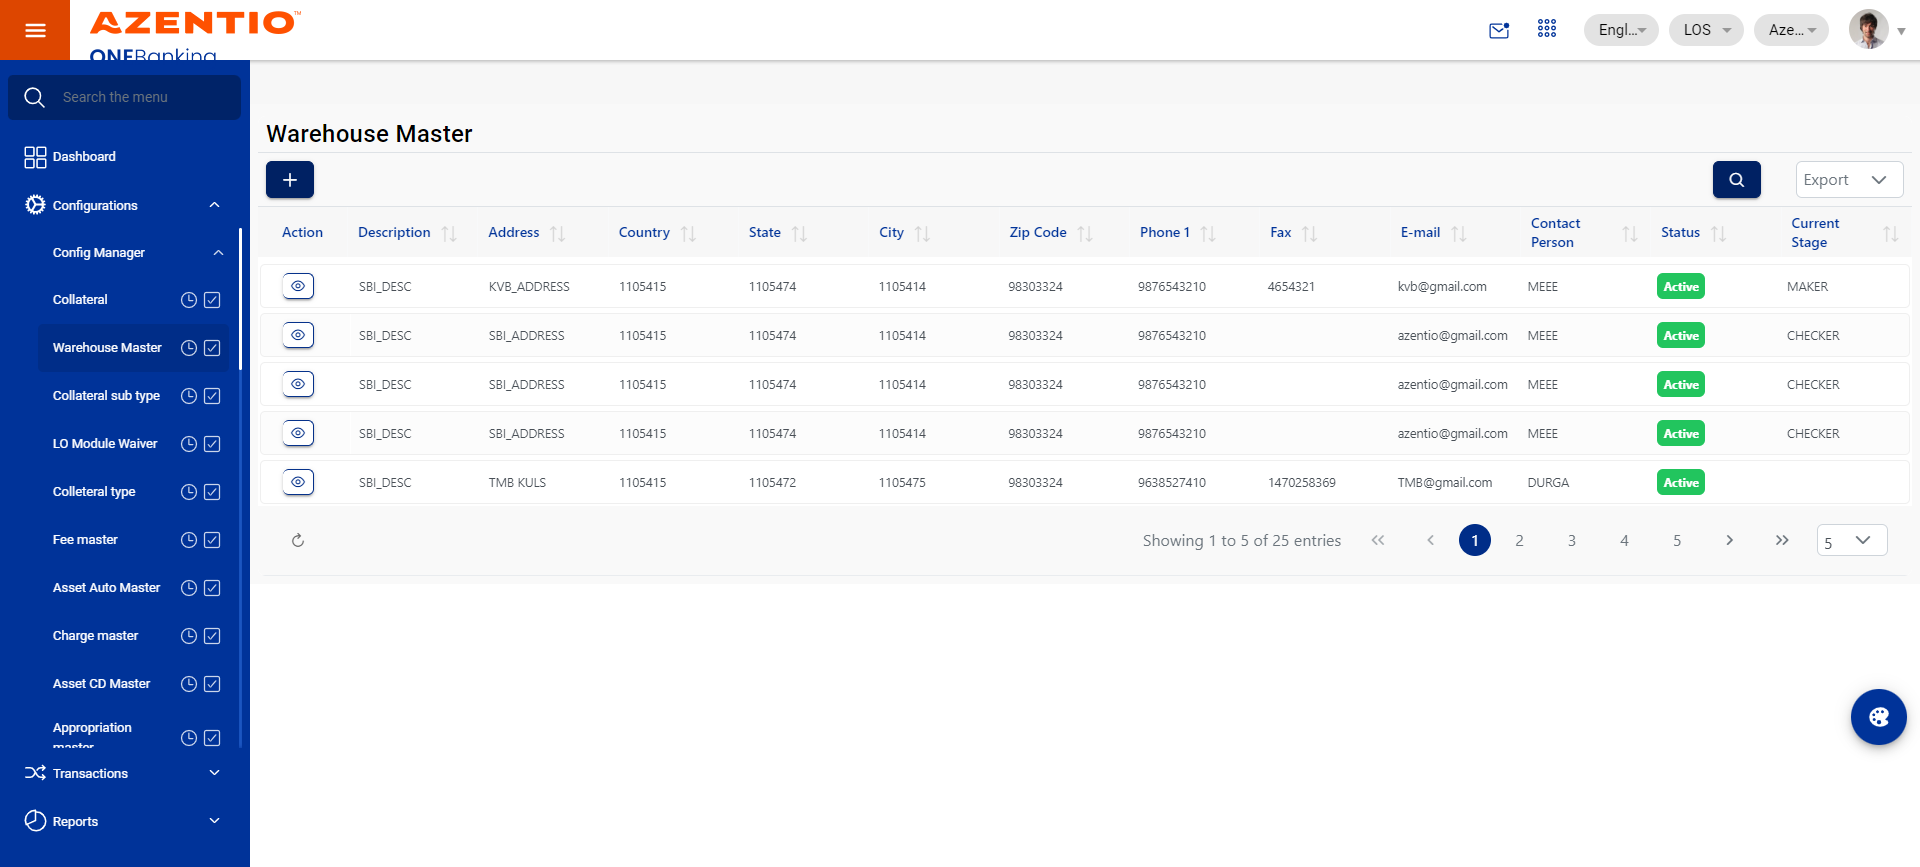 AZENTIO™
ONEBanking
Engl...
LOS
Aze...
Search the menu
Dashboard
Configurations
Config Manager
Collateral
Warehouse Master
Collateral sub type
LO Module Waiver
Colleteral type
Fee master
Asset Auto Master
Charge master
Asset CD Master
Appropriation
master
Transactions
Reports
Warehouse Master
Export
Action Description Address Country State City Zip Code Phone 1 Fax E-mail Contact Person Status Current Stage
SBI_DESC KVB_ADDRESS 1105415 1105474 1105414 98303324 9876543210 4654321 kvb@gmail.com MEEE Active MAKER
SBI_DESC SBI_ADDRESS 1105415 1105474 1105414 98303324 9876543210 azentio@gmail.com MEEE Active CHECKER
SBI_DESC SBI_ADDRESS 1105415 1105474 1105414 98303324 9876543210 azentio@gmail.com MEEE Active CHECKER
SBI_DESC SBI_ADDRESS 1105415 1105474 1105414 98303324 9876543210 azentio@gmail.com MEEE Active CHECKER
SBI_DESC TMB KULS 1105415 1105472 1105475 98303324 9638527410 1470258369 TMB@gmail.com DURGA Active
Showing 1 to 5 of 25 entries 1 2 3 4 5 5